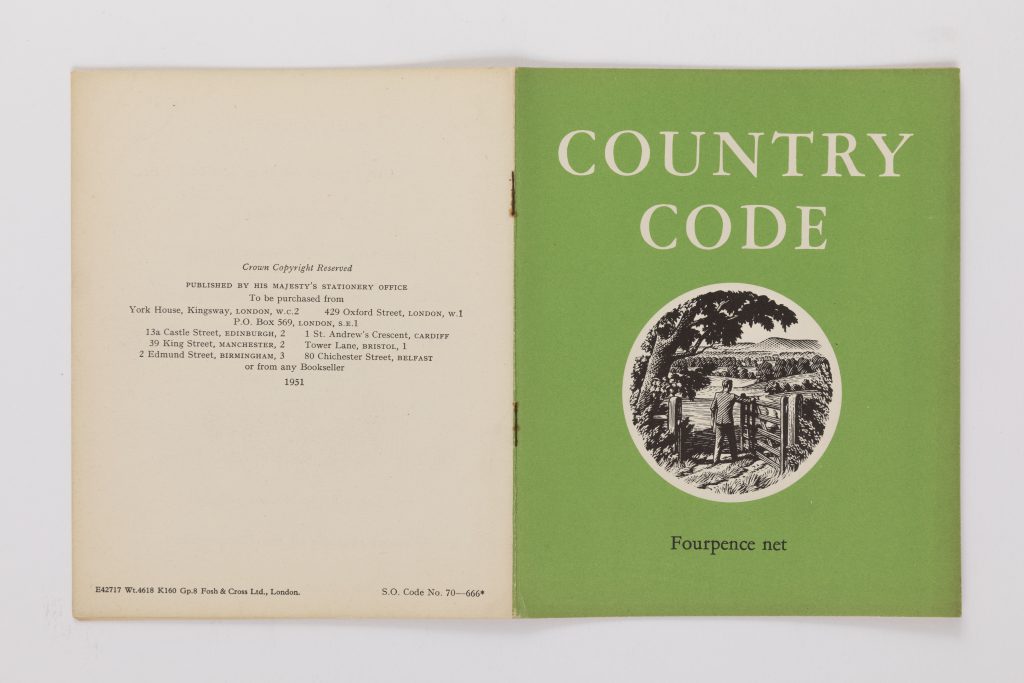 Crown Copyright Reserved
PUBLISHED BY HIS MAJESTY'S STATIONERY OFFICE
To be purchased from
York House, Kingsway, LONDON, W.C.2 429 Oxford Street, LONDON, W.1
P.O. Box 569, LONDON, S.E.1
13a Castle Street, EDINBURGH, 2 1 St. Andrew's Crescent, CARDIFF
39 King Street, MANCHESTER, 2 Tower Lane, BRISTOL, 1
2 Edmund Street, BIRMINGHAM, 3 80 Chichester Street, BELFAST
or from any Bookseller
1951
E42717 Wt.4618 K160 Gp.8 Fosh & Cross Ltd., London. S.O. Code No. 70—666*
COUNTRY
CODE
Fourpence net